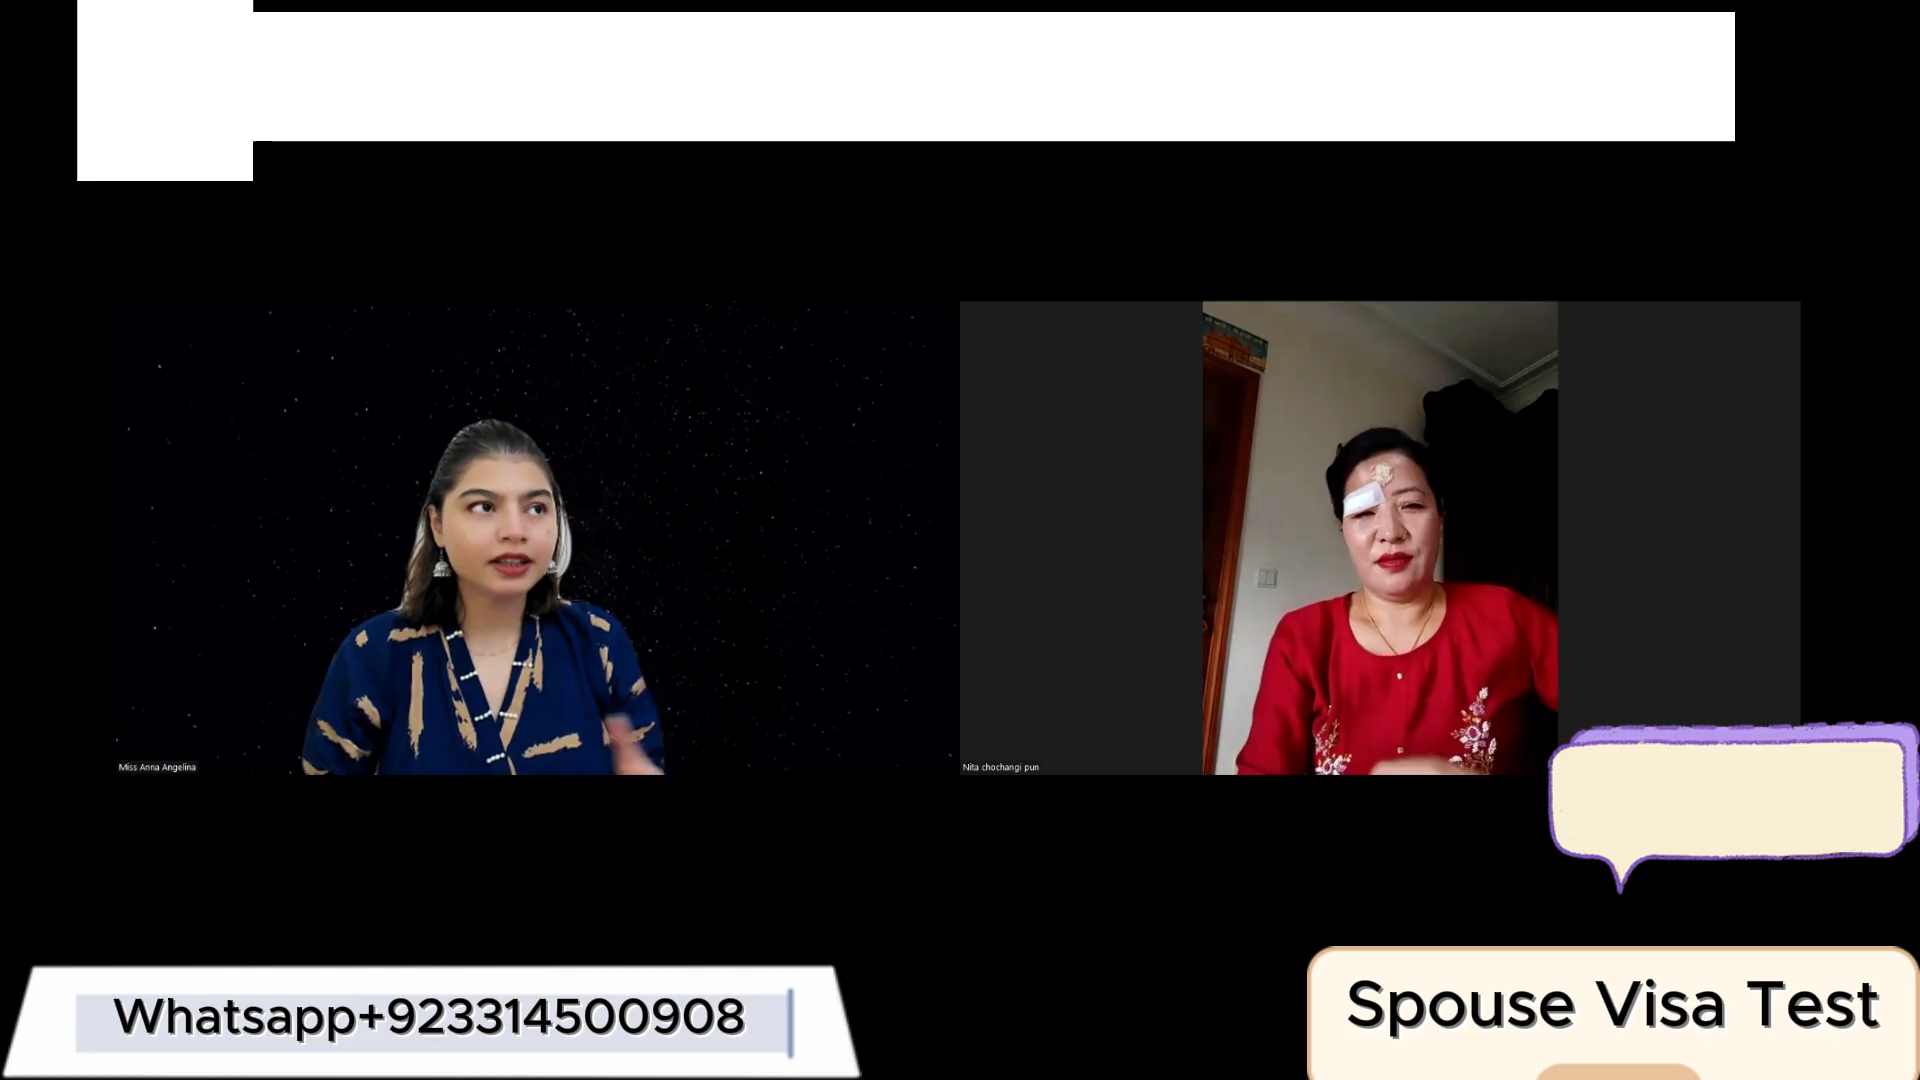 Miss Anna Angelina
Nita chochangi pun
Whatsapp+923314500908
Spouse Visa Test